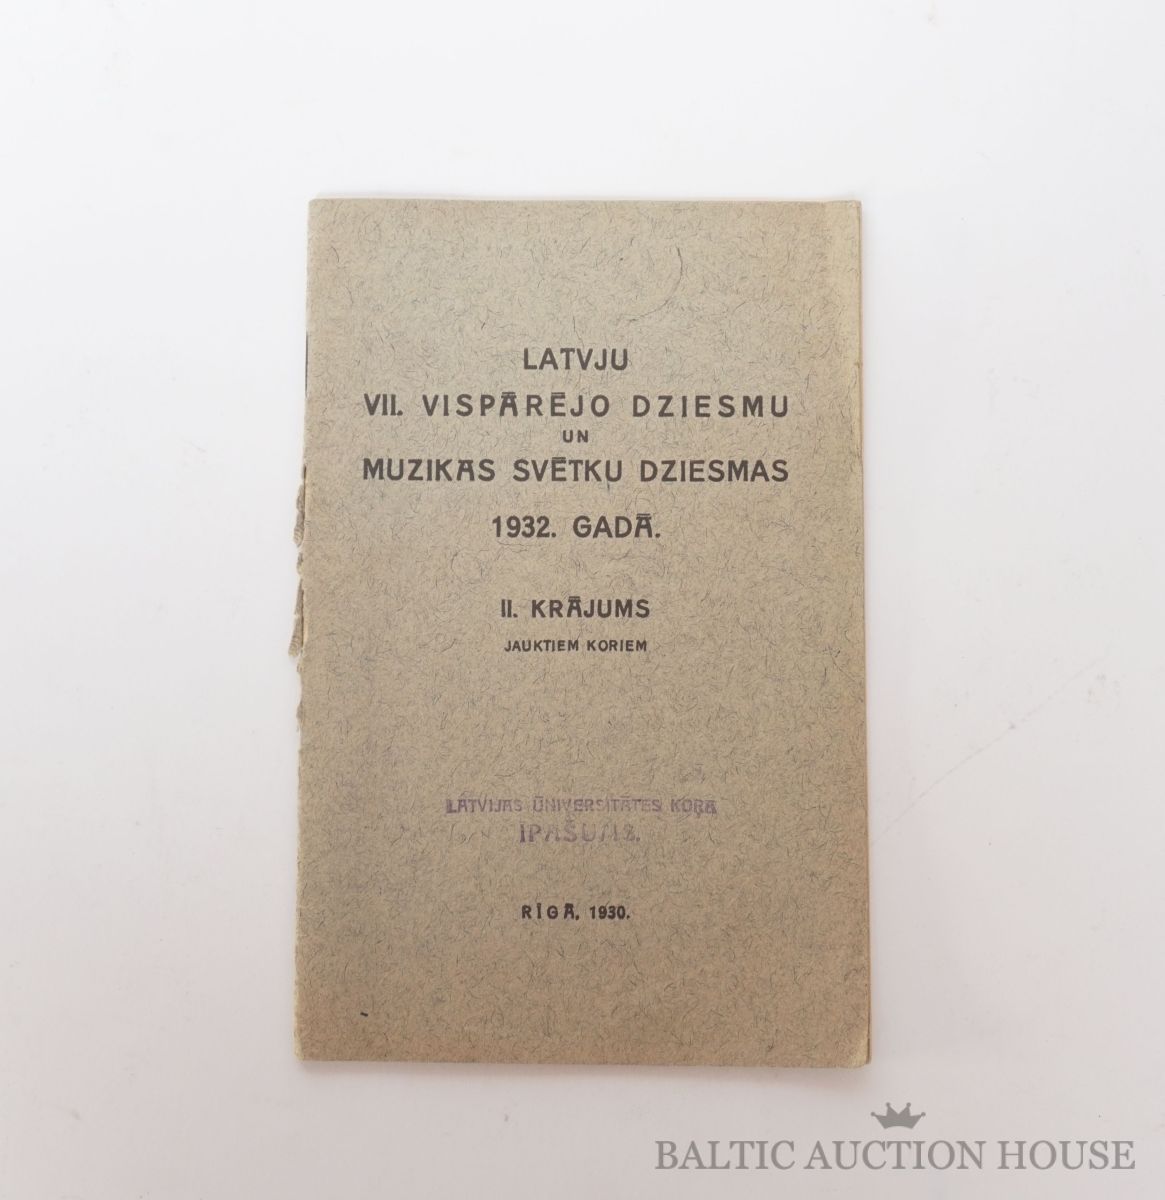 LATVJU
VII. VISPĀRĒJO DZIESMU
UN
MUZIKAS SVĒTKU DZIESMAS
1932. GADĀ.
II. KRĀJUMS
JAUKTIEM KORIEM
LATVIJAS ŪNIVERSITĀTES KOŖA
ĪPAŠUMS.
RĪGĀ, 1930.
BALTIC AUCTION HOUSE